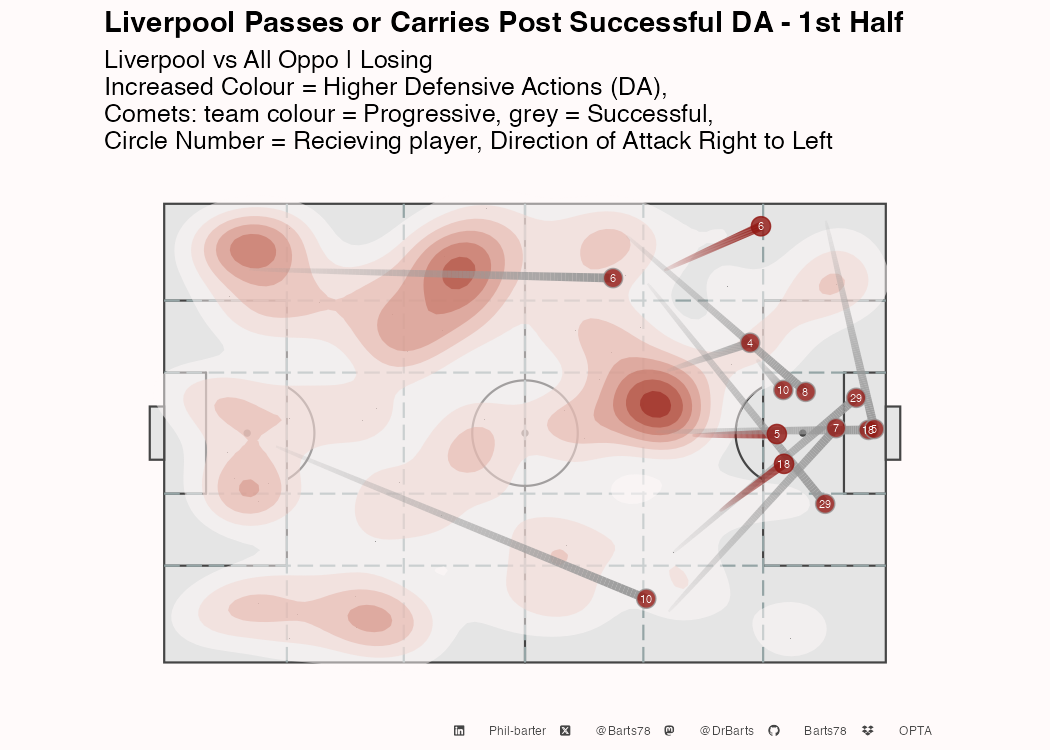 Liverpool Passes or Carries Post Successful DA - 1st Half
Liverpool vs All Oppo | Losing
Increased Colour = Higher Defensive Actions (DA),
Comets: team colour = Progressive, grey = Successful,
Circle Number = Recieving player, Direction of Attack Right to Left
6
6
4
10 8
29
5
7
18
5
18
29
10
Phil-barter @Barts78 @DrBarts Barts78 OPTA